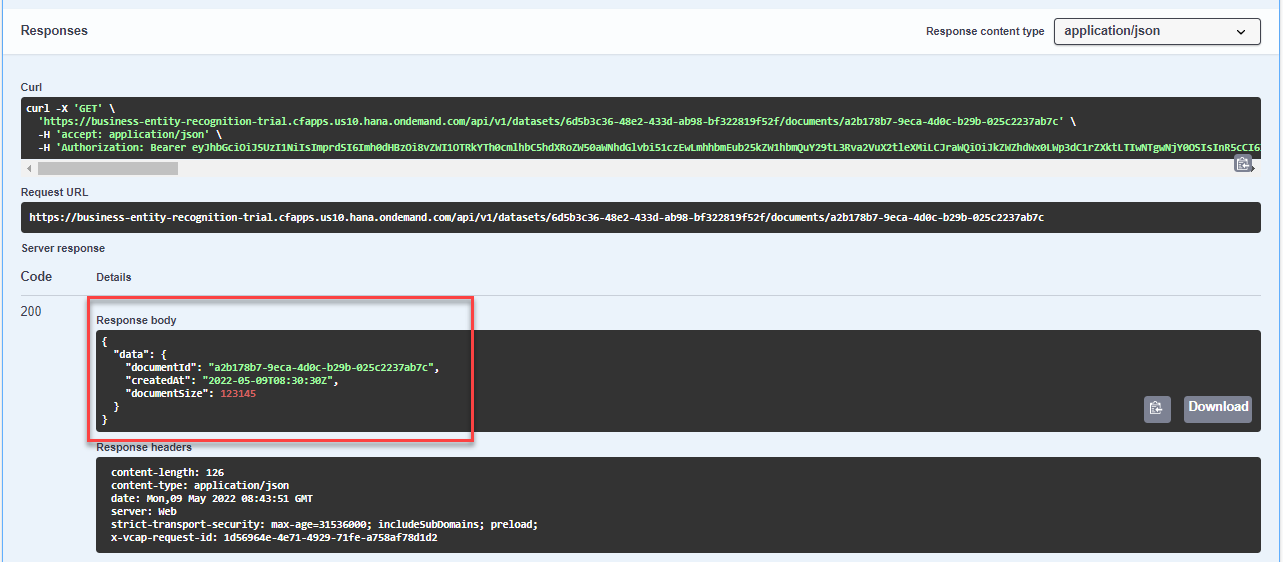 Responses
Response content type
application/json
Curl
curl -X 'GET' \
'https://business-entity-recognition-trial.cfapps.us10.hana.ondemand.com/api/v1/datasets/6d5b3c36-48e2-433d-ab98-bf322819f52f/documents/a2b178b7-9eca-4d0c-b29b-025c2237ab7c' \
-H 'accept: application/json' \
-H 'Authorization: Bearer
Request URL
https://business-entity-recognition-trial.cfapps.us10.hana.ondemand.com/api/v1/datasets/6d5b3c36-48e2-433d-ab98-bf322819f52f/documents/a2b178b7-9eca-4d0c-b29b-025c2237ab7c
Server response
Code
Details
200
Response body
{
"data": {
"documentId": "a2b178b7-9eca-4d0c-b29b-025c2237ab7c",
"createdAt": "2022-05-09T08:30:30Z",
"documentSize": 123145
}
}
Download
Response headers
content-length: 126
content-type: application/json
date: Mon,09 May 2022 08:43:51 GMT
server: Web
strict-transport-security: max-age=31536000; includeSubDomains; preload;
x-vcap-request-id: 1d56964e-4e71-4929-71fe-a758af78d1d2